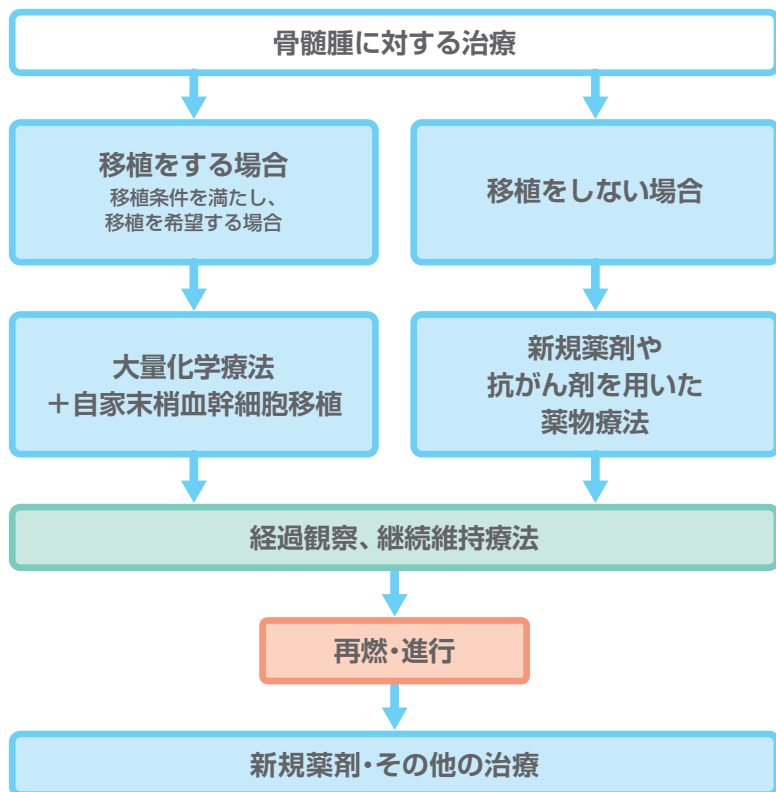 骨髄腫に対する治療
移植をする場合
移植条件を満たし、
移植を希望する場合
移植をしない場合
大量化学療法
＋自家末梢血幹細胞移植
新規薬剤や
抗がん剤を用いた
薬物療法
経過観察、継続維持療法
再燃・進行
新規薬剤・その他の治療